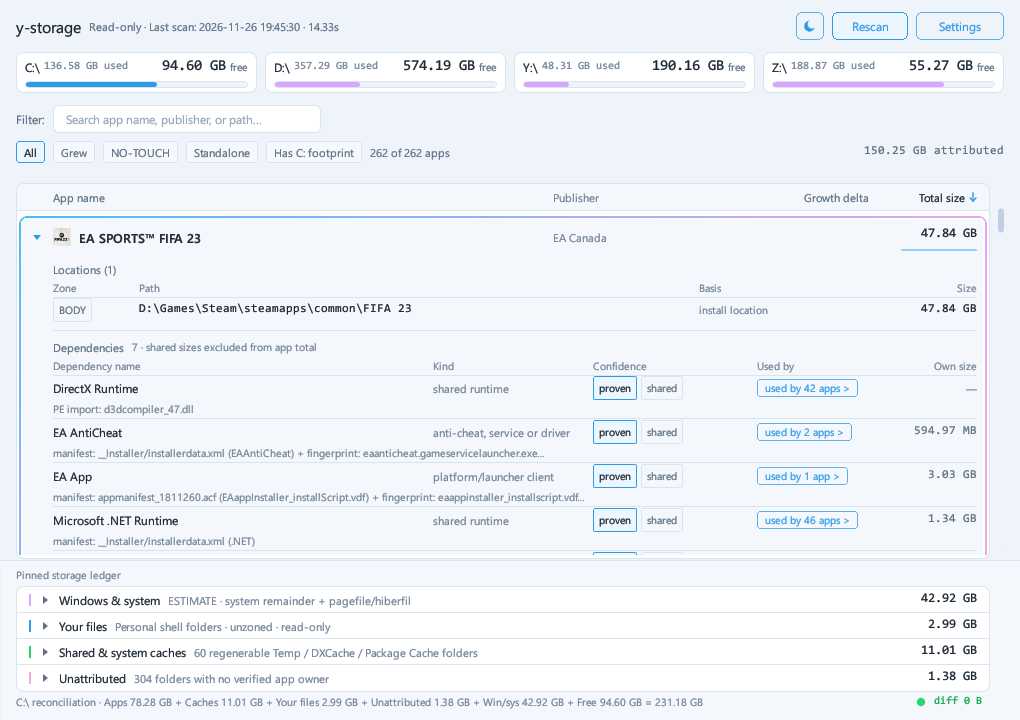 y-storage Read-only · Last scan: 2026-11-26 19:45:30 · 14.33s Rescan Settings
C:\ 136.58 GB used 94.60 GB free D:\ 357.29 GB used 574.19 GB free Y:\ 48.31 GB used 190.16 GB free Z:\ 188.87 GB used 55.27 GB free
Filter: Search app name, publisher, or path...
All Grew NO-TOUCH Standalone Has C: footprint 262 of 262 apps 150.25 GB attributed
App name Publisher Growth delta Total size ↓
EA SPORTS™ FIFA 23 EA Canada 47.84 GB
Locations (1)
Zone Path Basis Size
BODY D:\Games\Steam\steamapps\common\FIFA 23 install location 47.84 GB
Dependencies 7 · shared sizes excluded from app total
Dependency name Kind Confidence Used by Own size
DirectX Runtime shared runtime proven shared used by 42 apps > —
PE import: d3dcompiler_47.dll
EA AntiCheat anti-cheat, service or driver proven shared used by 2 apps > 594.97 MB
manifest: __Installer/installerdata.xml (EAAntiCheat) + fingerprint: eaanticheat.gameservicelauncher.exe...
EA App platform/launcher client proven shared used by 1 app > 3.03 GB
manifest: appmanifest_1811260.acf (EAappInstaller_installScript.vdf) + fingerprint: eaappinstaller_installscript.vdf...
Microsoft .NET Runtime shared runtime proven shared used by 46 apps > 1.34 GB
manifest: __Installer/installerdata.xml (.NET)
Pinned storage ledger
Windows & system ESTIMATE · system remainder + pagefile/hiberfil 42.92 GB
Your files Personal shell folders · unzoned · read-only 2.99 GB
Shared & system caches 60 regenerable Temp / DXCache / Package Cache folders 11.01 GB
Unattributed 304 folders with no verified app owner 1.38 GB
C:\ reconciliation · Apps 78.28 GB + Caches 11.01 GB + Your files 2.99 GB + Unattributed 1.38 GB + Win/sys 42.92 GB + Free 94.60 GB = 231.18 GB diff 0 B